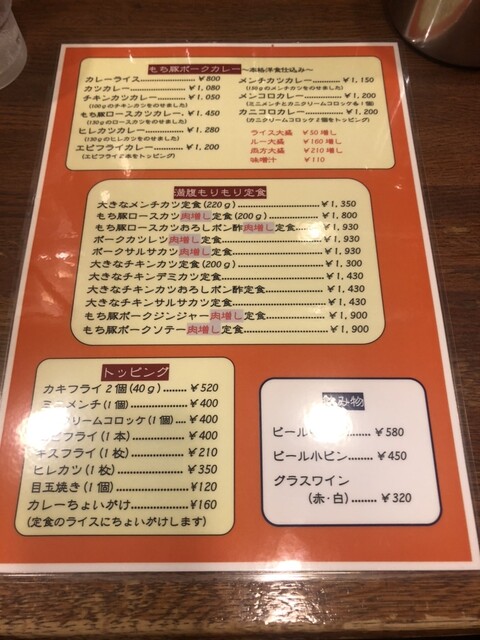 もち豚ポークカレー~本格洋食仕込み~
カレーライス ¥800
カツカレー ¥1,080
チキンカツカレー ¥1,050
(100gのチキンカツをのせました)
もち豚ロースカツカレー ¥1,450
(130gのロースカツをのせました)
ヒレカツカレー ¥1,280
(130gのヒレカツをのせました)
エビフライカレー ¥1,200
(エビフライ2本をトッピング)
メンチカツカレー ¥1,150
(130gのメンチカツをのせました)
メンコロカレー ¥1,200
(ミニメンチとカニクリームコロッケ各1個)
カニコロカレー ¥1,200
(カニクリームコロッケ2個をトッピング)
ライス大盛 ¥50増し
ルー大盛 ¥160増し
両方大盛 ¥210増し
味噌汁 ¥110
満腹もりもり定食
大きなメンチカツ定食(220g) ¥1,350
もち豚ロースカツ肉増し定食(200g) ¥1,800
もち豚ロースカツおろしポン酢肉増し定食 ¥1,930
ポークカツレツ肉増し定食 ¥1,930
ポークサルサカツ肉増し定食 ¥1,930
大きなチキンカツ定食(200g) ¥1,300
大きなチキンデミカツ定食 ¥1,430
大きなチキンカツおろしポン酢定食 ¥1,430
大きなチキンサルサカツ定食 ¥1,430
もち豚ポークジンジャー肉増し定食 ¥1,900
もち豚ポークソテー肉増し定食 ¥1,900
トッピング
カキフライ2個(40g) ¥520
ミニメンチ(1個) ¥400
クリームコロッケ(1個) ¥400
ビフライ(1本) ¥400
キスフライ(1枚) ¥210
ヒレカツ(1枚) ¥350
目玉焼き(1個) ¥120
カレーちょいがけ ¥160
(定食のライスにちょいがけします)
飲み物
ビール ¥580
ビール小ビン ¥450
グラスワイン
(赤・白) ¥320